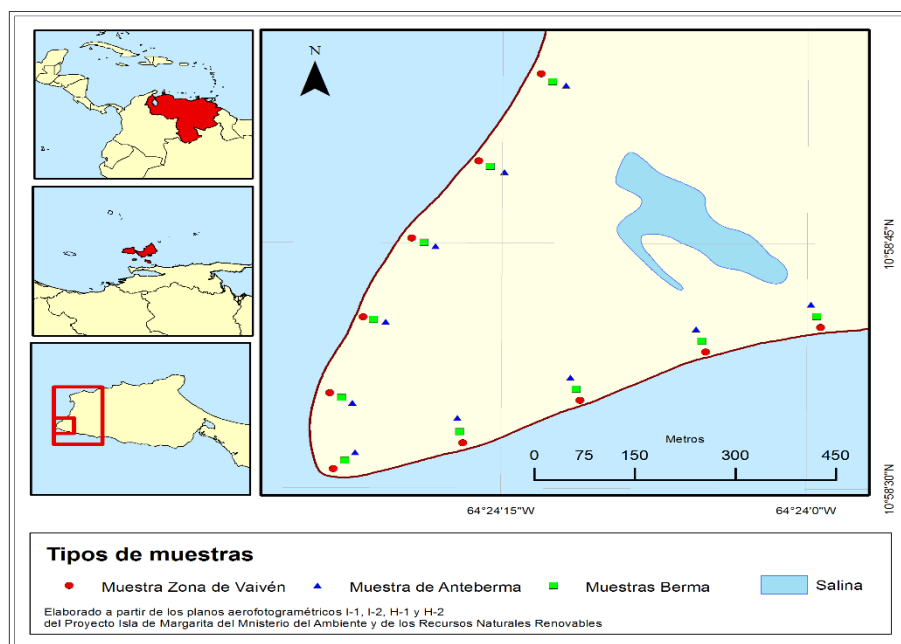 N
10°58'45"N
Metros
0 75 150 300 450
10°58'30"N
64°24'15"W 64°24'0"W
Tipos de muestras
Muestra Zona de Vaivén Muestra de Anteberma Muestras Berma Salina
Elaborado a partir de los planos aerofotogramétricos I-1, I-2, H-1 y H-2
del Proyecto Isla de Margarita del Mnisterio del Ambiente y de los Recursos Naturales Renovables